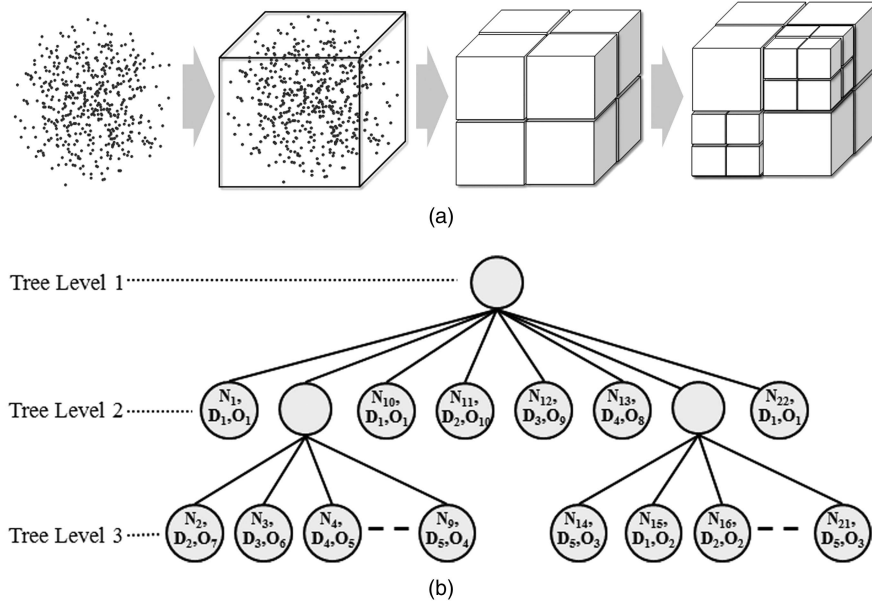 (a)
Tree Level 1
Tree Level 2
N1, D1,O1
N10, D1,O1
N11, D2,O10
N12, D3,O9
N13, D4,O8
N22, D1,O1
Tree Level 3
N2, D2,O7
N3, D3,O6
N4, D4,O5
N9, D5,O4
N14, D5,O3
N15, D1,O2
N16, D2,O2
N21, D5,O3
(b)